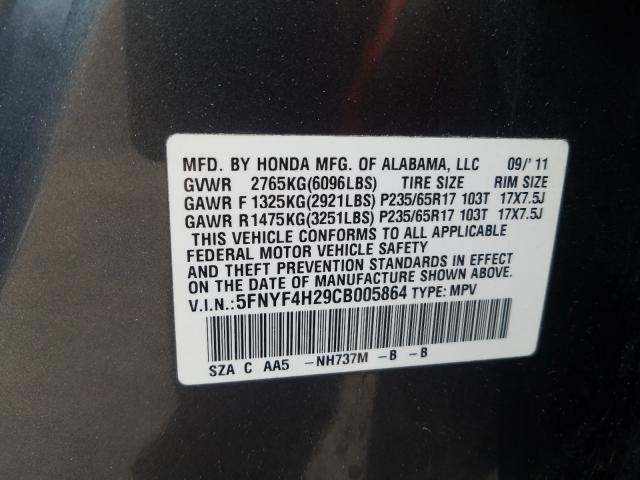 MFD. BY HONDA MFG. OF ALABAMA, LLC 09/'11
GVWR 2765KG(6096LBS) TIRE SIZE RIM SIZE
GAWR F 1325KG(2921LBS) P235/65R17 103T 17X7.5J
GAWR R 1475KG(3251LBS) P235/65R17 103T 17X7.5J
THIS VEHICLE CONFORMS TO ALL APPLICABLE
FEDERAL MOTOR VEHICLE SAFETY
AND THEFT PREVENTION STANDARDS IN EFFECT
ON THE DATE OF MANUFACTURE SHOWN ABOVE.
V.I.N.:5FNYF4H29CB005864 TYPE: MPV
SZA C AA5 -NH737M -B -B